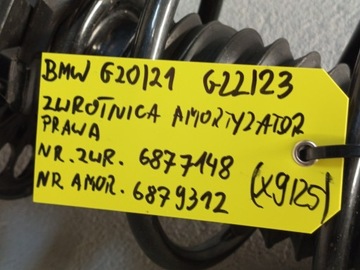 BMW G20/21 G22/23
ZWROTNICA AMORTYZATOR
PRAWA
NR. ZWR. 6877148
NR AMOR. 6879312 (X9125)